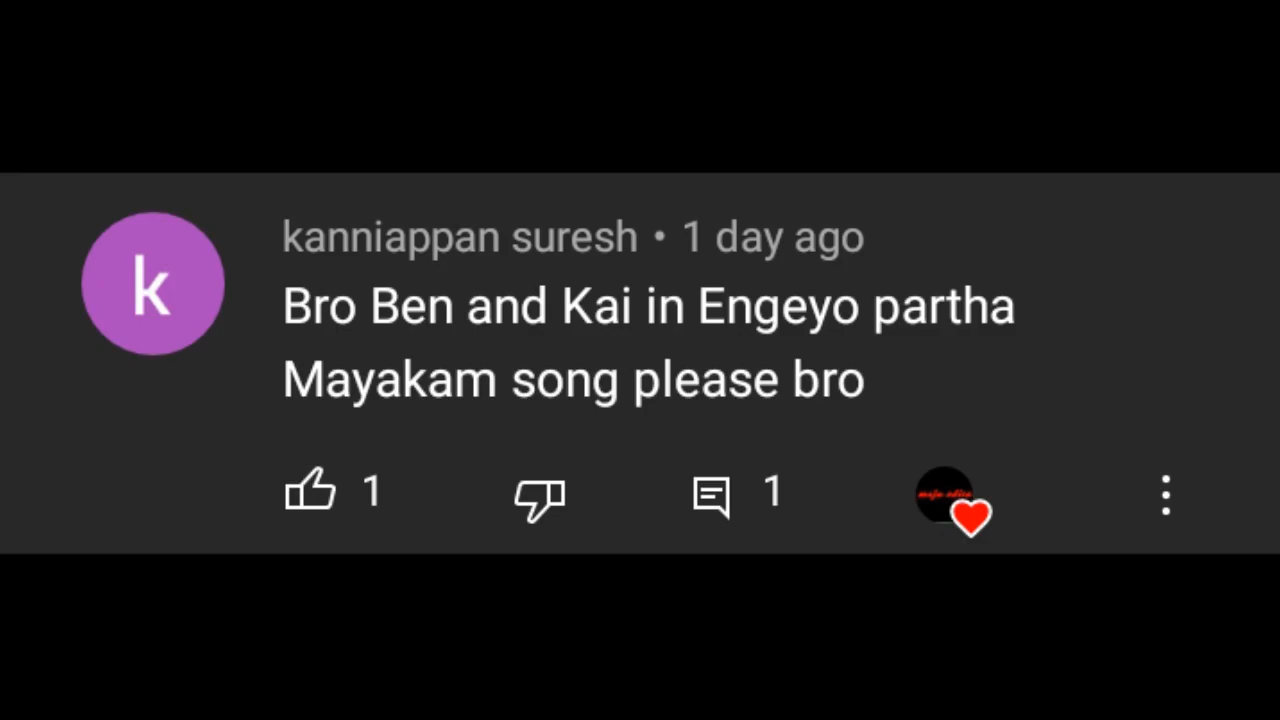 k
kanniappan suresh • 1 day ago
Bro Ben and Kai in Engeyo partha
Mayakam song please bro
1
1